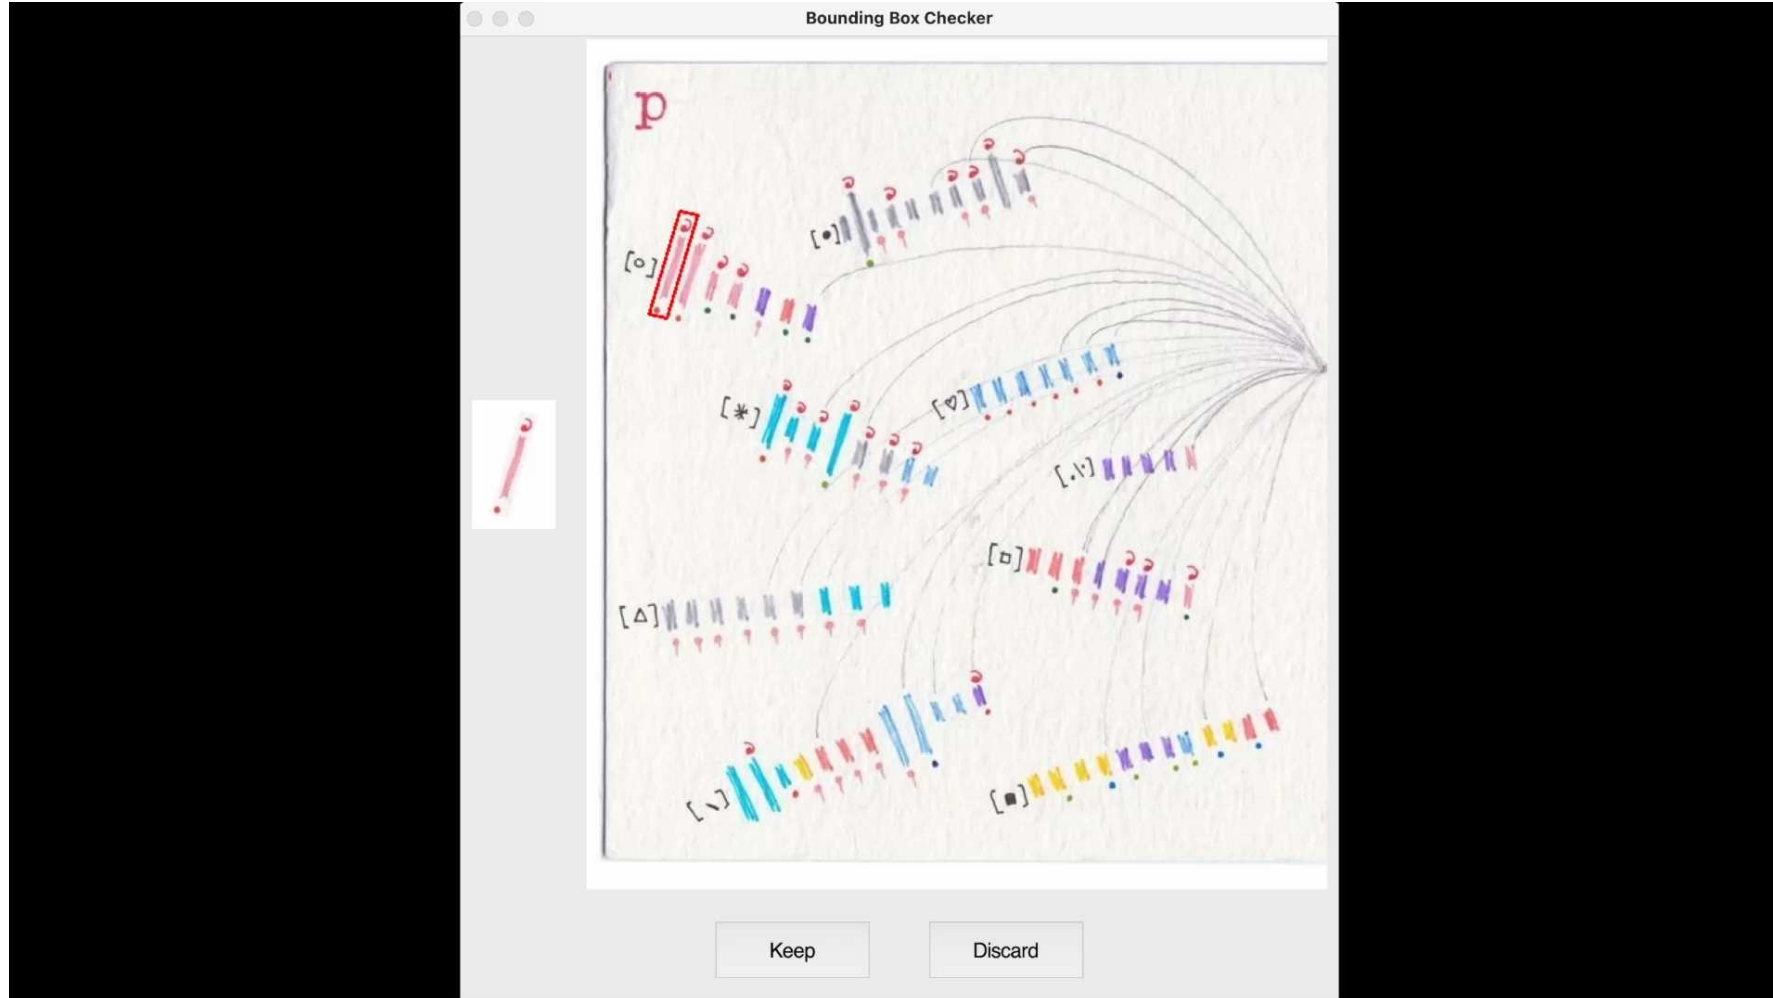 Bounding Box Checker
p
[•]
[○]
[*]
[♡]
[.\']
[□]
[△]
[\]
[■]
Keep
Discard